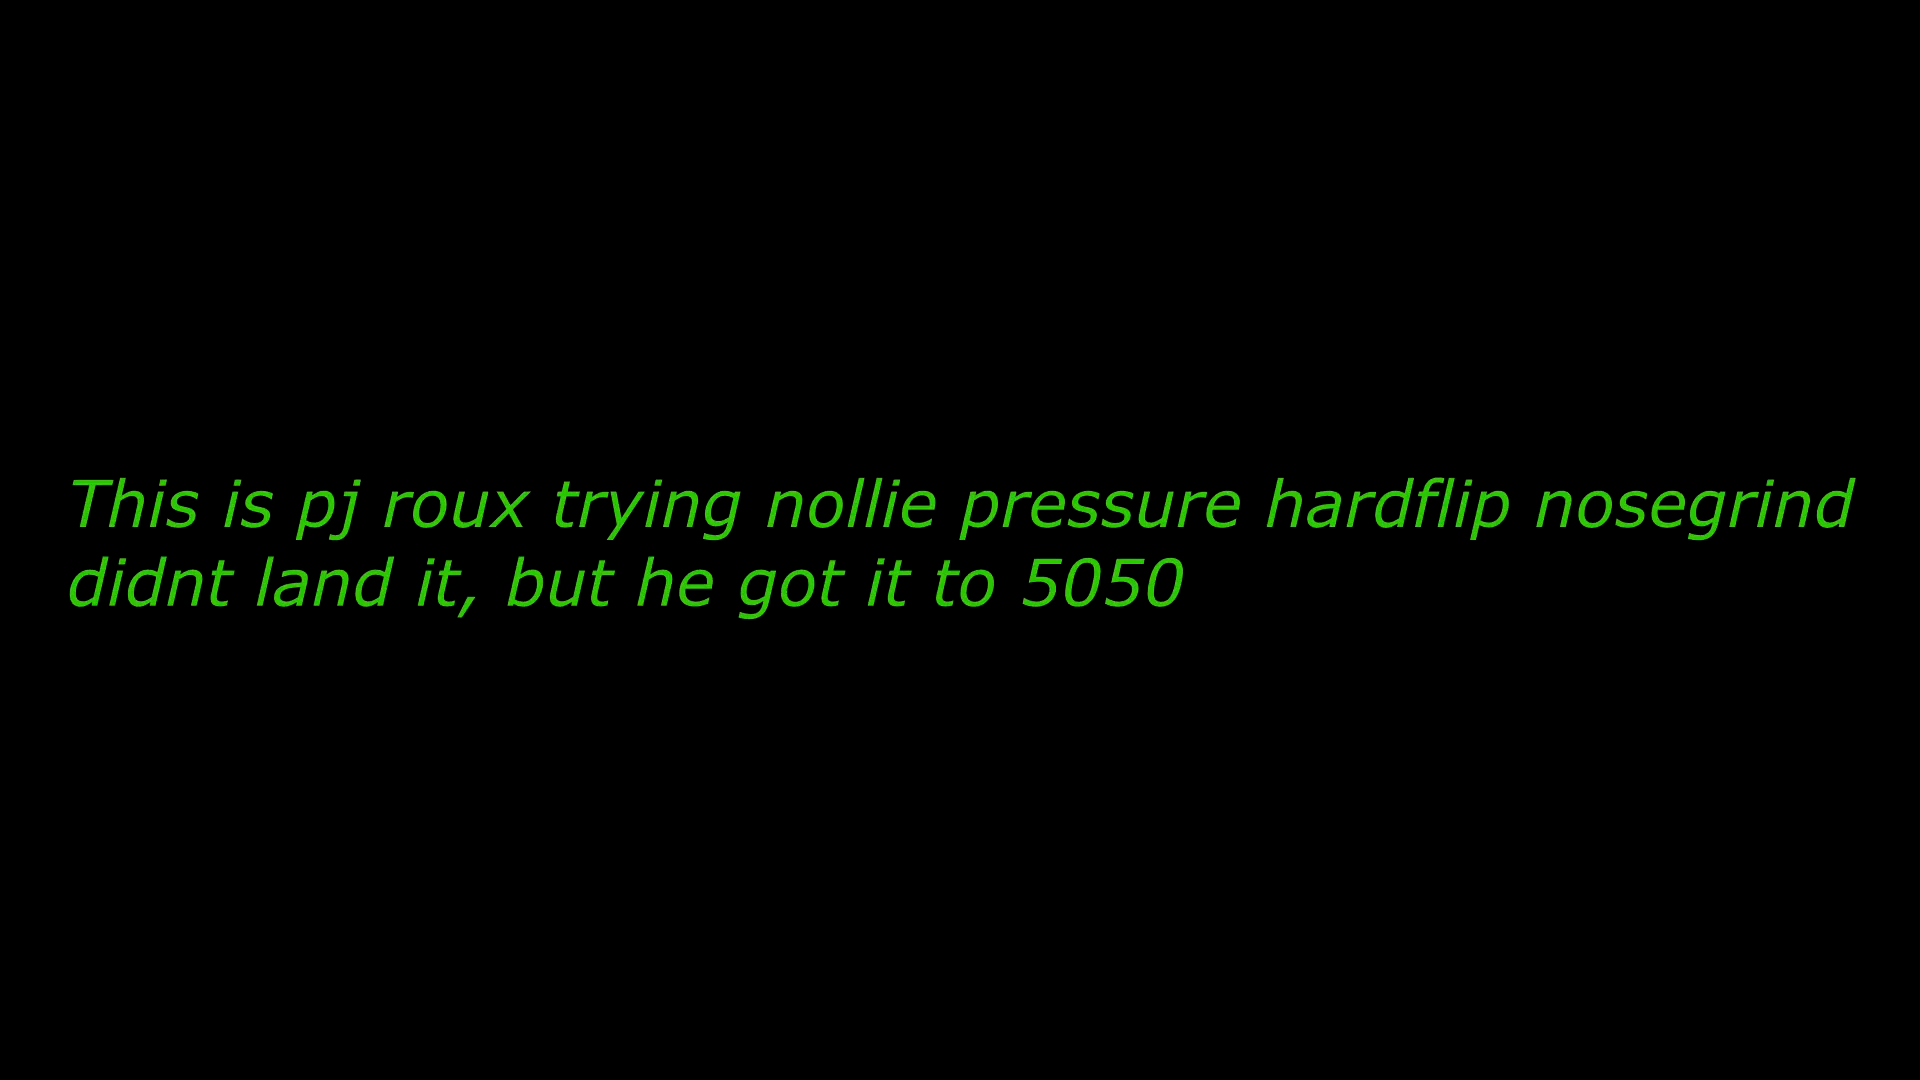 This is pj roux trying nollie pressure hardflip nosegrind
didnt land it, but he got it to 5050